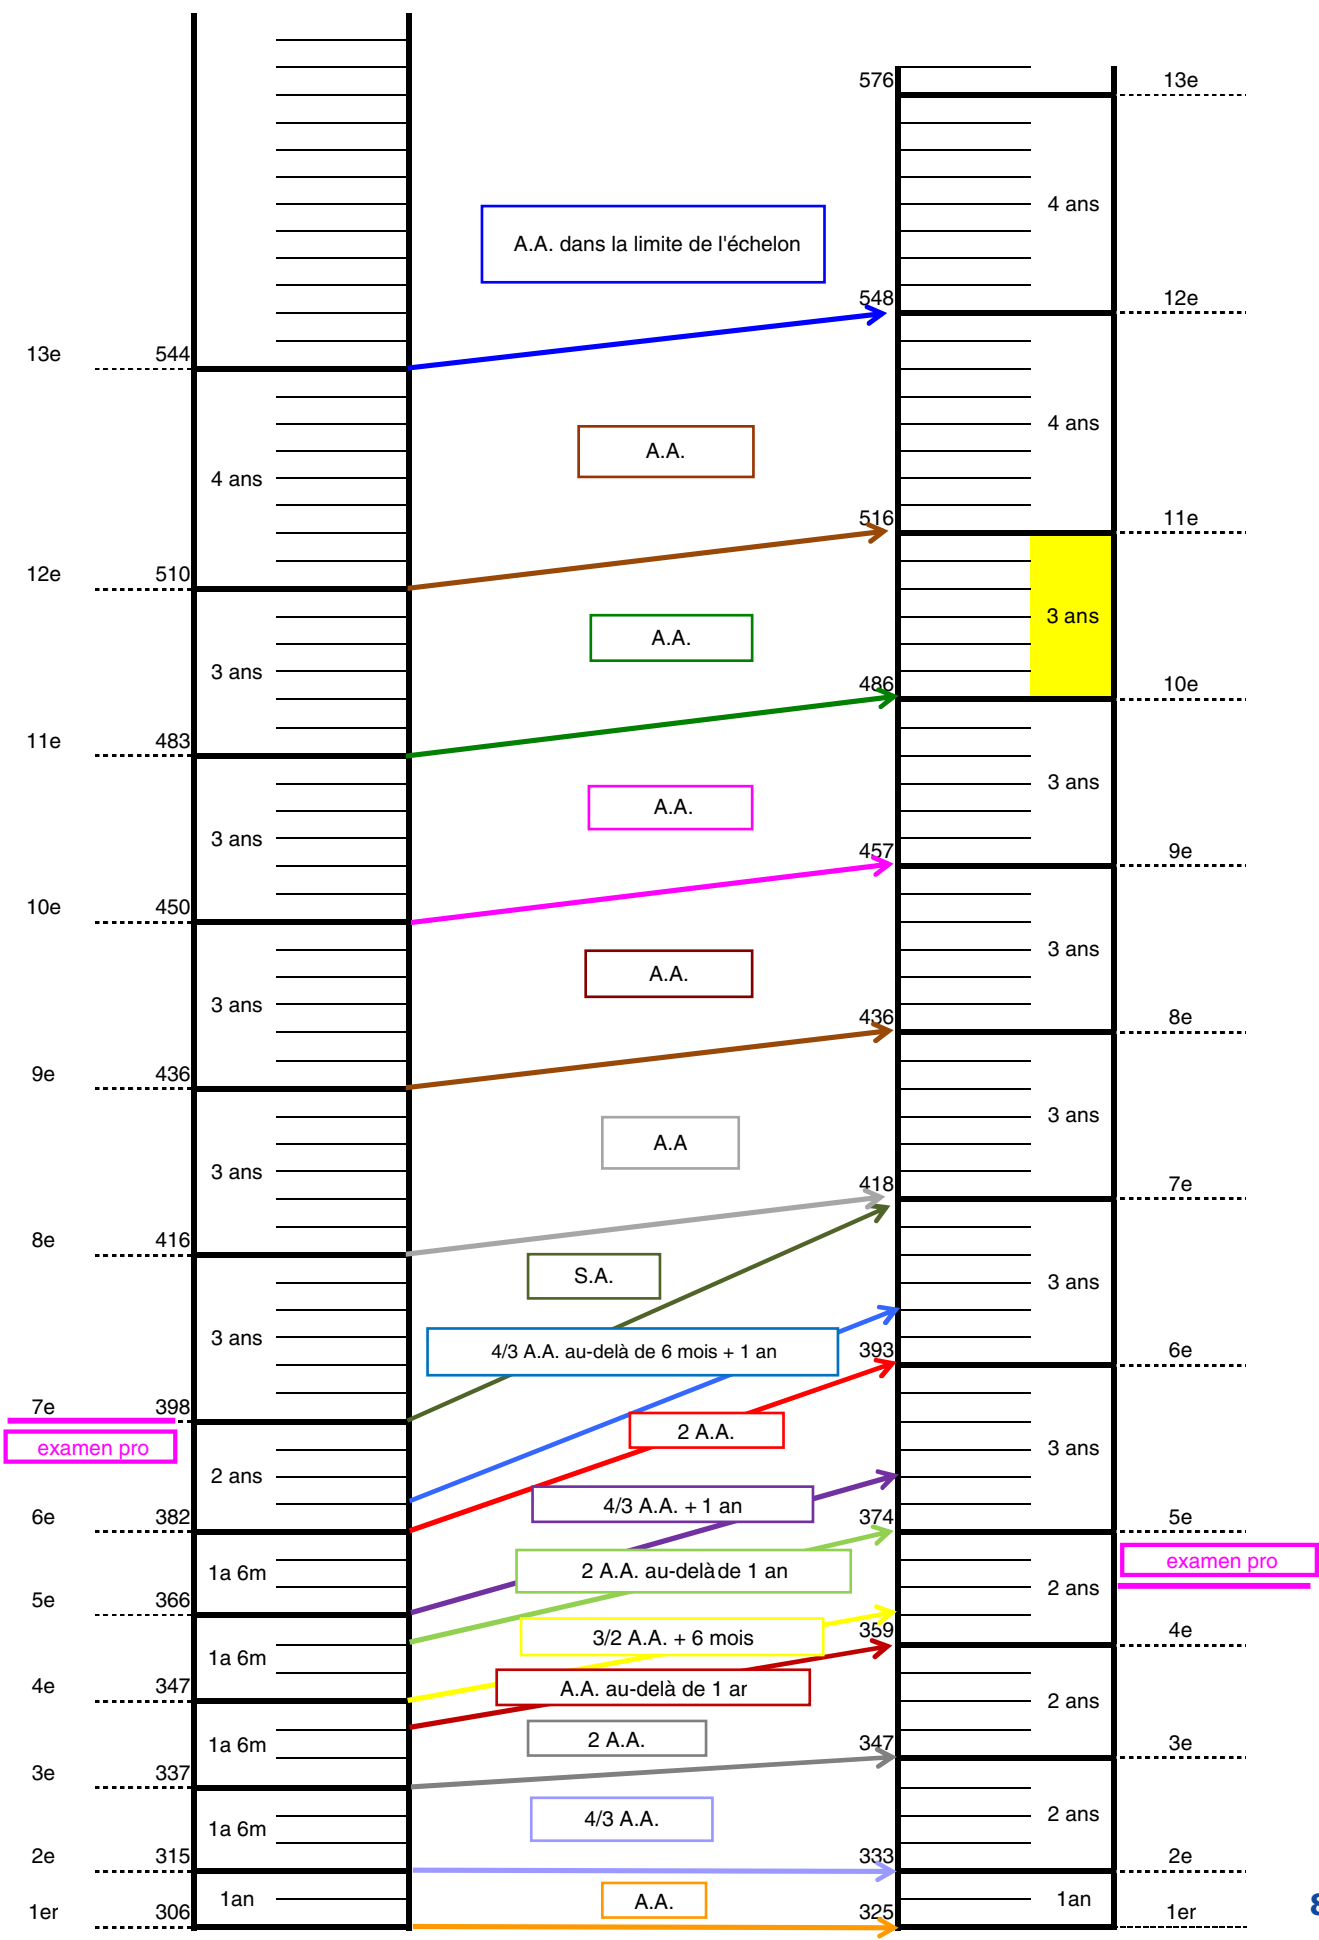 576 13e
4 ans
A.A. dans la limite de l'échelon
548 12e
13e 544
4 ans
A.A.
4 ans
516 11e
12e 510
3 ans
A.A.
3 ans
486 10e
11e 483
3 ans
A.A.
3 ans
457 9e
10e 450
3 ans
A.A.
3 ans
436 8e
9e 436
3 ans
A.A
3 ans
418 7e
8e 416
S.A.
3 ans
3 ans
4/3 A.A. au-delà de 6 mois + 1 an
393 6e
7e 398
examen pro
2 A.A.
3 ans
2 ans
4/3 A.A. + 1 an
6e 382
374 5e
examen pro
1a 6m
2 A.A. au-delà de 1 an
2 ans
5e 366
3/2 A.A. + 6 mois
359 4e
1a 6m
4e 347
A.A. au-delà de 1 ar
2 ans
1a 6m
2 A.A.
347 3e
3e 337
1a 6m
4/3 A.A.
2 ans
2e 315
333 2e
1an
A.A.
1an
1er 306
325 1er